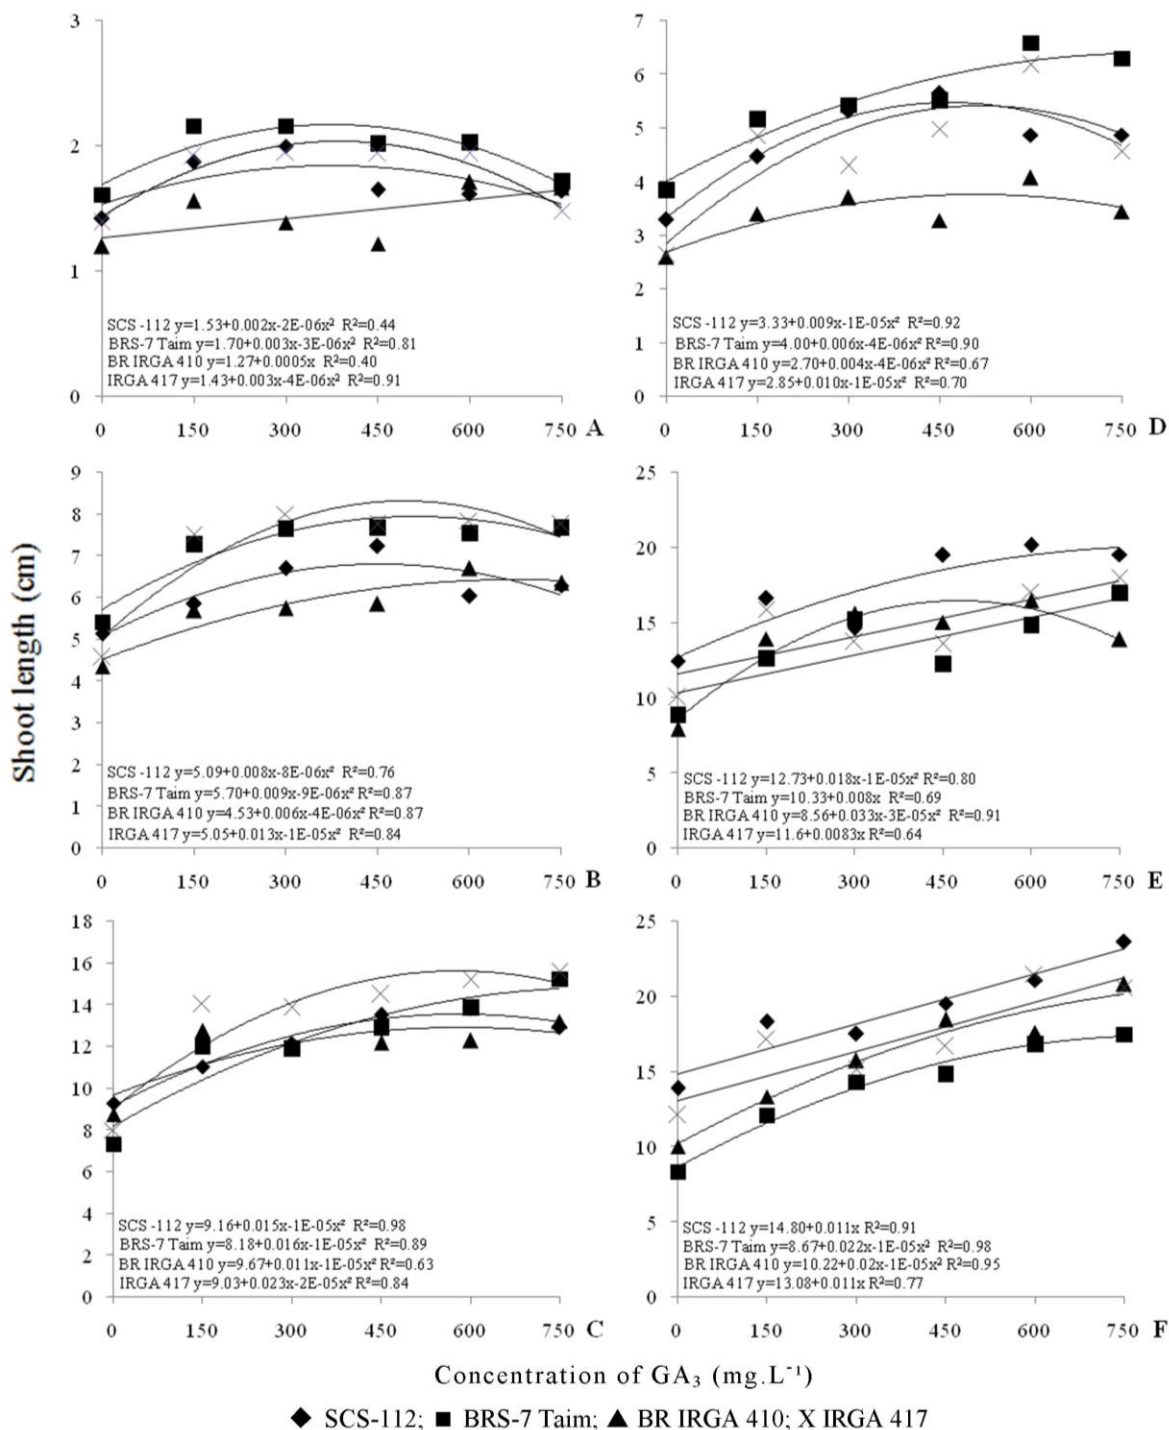 Shoot length (cm)
3
2
1
0
SCS -112 y=1.53+0.002x-2E-06x² R²=0.44
BRS-7 Taim y=1.70+0.003x-3E-06x² R²=0.81
BR IRGA 410 y=1.27+0.0005x R²=0.40
IRGA 417 y=1.43+0.003x-4E-06x² R²=0.91
0 150 300 450 600 750 A
7
6
5
4
3
2
1
0
SCS -112 y=3.33+0.009x-1E-05x² R²=0.92
BRS-7 Taim y=4.00+0.006x-4E-06x² R²=0.90
BR IRGA 410 y=2.70+0.004x-4E-06x² R²=0.67
IRGA 417 y=2.85+0.010x-1E-05x² R²=0.70
0 150 300 450 600 750 D
9
8
7
6
5
4
3
2
1
0
SCS -112 y=5.09+0.008x-8E-06x² R²=0.76
BRS-7 Taim y=5.70+0.009x-9E-06x² R²=0.87
BR IRGA 410 y=4.53+0.006x-4E-06x² R²=0.87
IRGA 417 y=5.05+0.013x-1E-05x² R²=0.84
0 150 300 450 600 750 B
25
20
15
10
5
0
SCS -112 y=12.73+0.018x-1E-05x² R²=0.80
BRS-7 Taim y=10.33+0.008x R²=0.69
BR IRGA 410 y=8.56+0.033x-3E-05x² R²=0.91
IRGA 417 y=11.6+0.0083x R²=0.64
0 150 300 450 600 750 E
18
16
14
12
10
8
6
4
2
0
SCS -112 y=9.16+0.015x-1E-05x² R²=0.98
BRS-7 Taim y=8.18+0.016x-1E-05x² R²=0.89
BR IRGA 410 y=9.67+0.011x-1E-05x² R²=0.63
IRGA 417 y=9.03+0.023x-2E-05x² R²=0.84
0 150 300 450 600 750 C
25
20
15
10
5
0
SCS -112 y=14.80+0.011x R²=0.91
BRS-7 Taim y=8.67+0.022x-1E-05x² R²=0.98
BR IRGA 410 y=10.22+0.02x-1E-05x² R²=0.95
IRGA 417 y=13.08+0.011x R²=0.77
0 150 300 450 600 750 F
Concentration of GA₃ (mg.L⁻¹)
◆ SCS-112; ■ BRS-7 Taim; ▲ BR IRGA 410; X IRGA 417